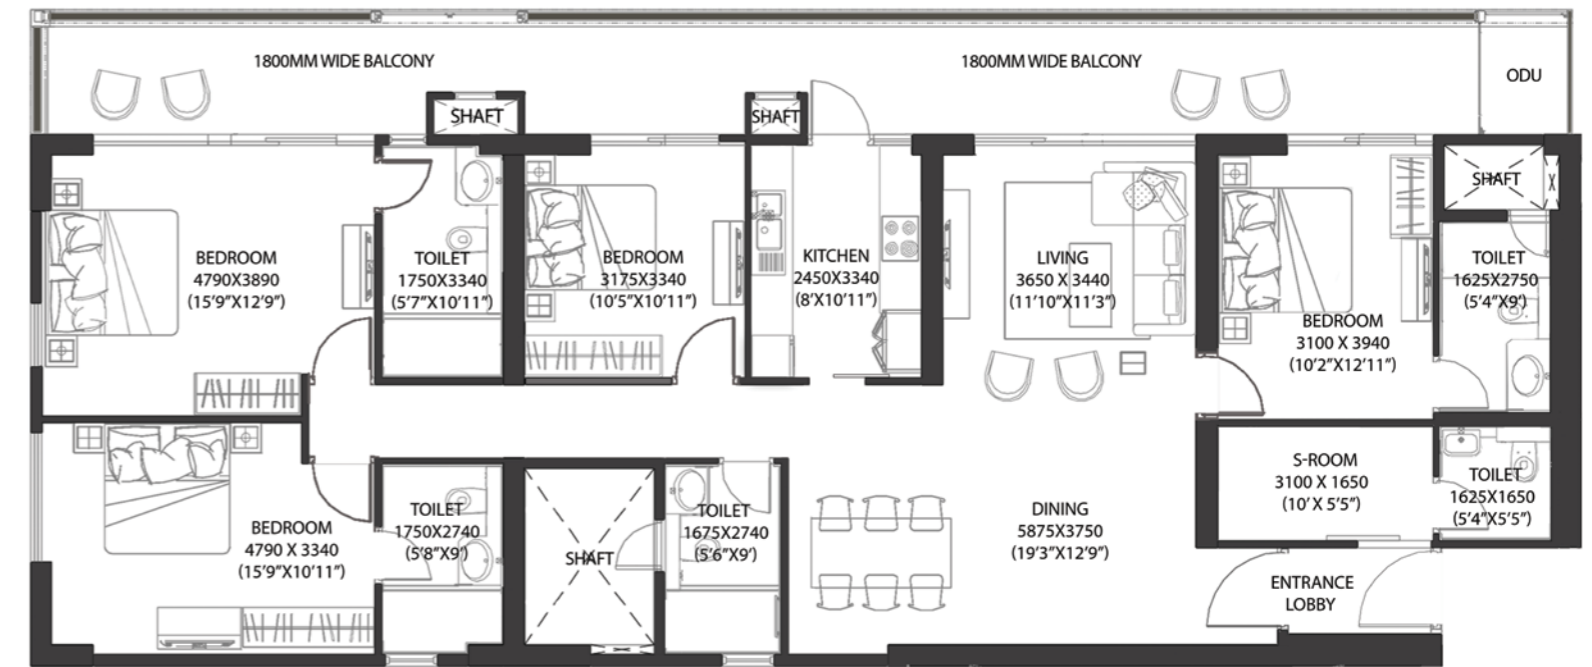 1800MM WIDE BALCONY
1800MM WIDE BALCONY
ODU
SHAFT
SHAFT
SHAFT
BEDROOM
4790X3890
(15'9"X12'9")
TOILET
1750X3340
(5'7"X10'11")
BEDROOM
3175X3340
(10'5"X10'11")
KITCHEN
2450X3340
(8'X10'11")
LIVING
3650 X 3440
(11'10"X11'3")
BEDROOM
3100 X 3940
(10'2"X12'11")
TOILET
1625X2750
(5'4"X9')
BEDROOM
4790 X 3340
(15'9"X10'11")
TOILET
1750X2740
(5'8"X9')
SHAFT
TOILET
1675X2740
(5'6"X9')
DINING
5875X3750
(19'3"X12'9")
S-ROOM
3100 X 1650
(10' X 5'5")
TOILET
1625X1650
(5'4"X5'5")
ENTRANCE
LOBBY